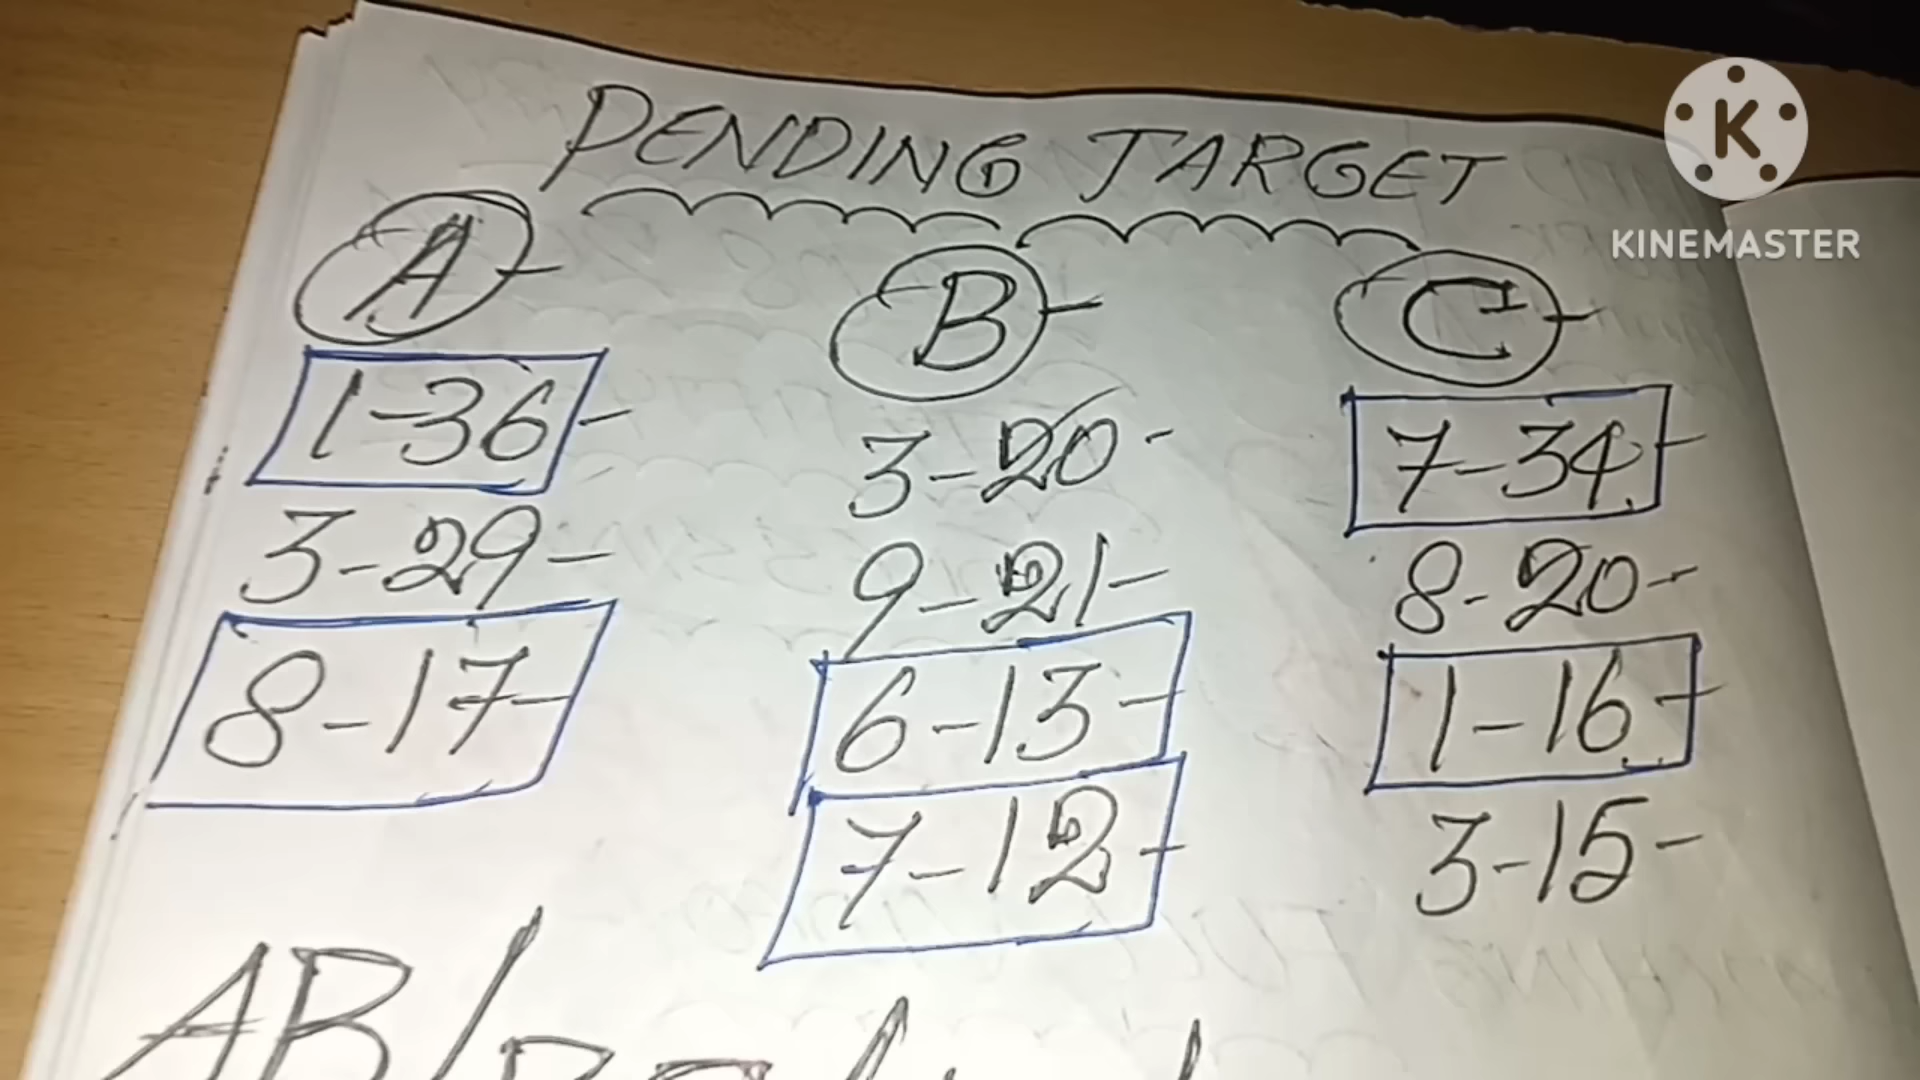 PENDING TARGET
K
KINEMASTER
A- B- C-
1-36- 3-20- 7-34-
3-29- 9-21- 8-20-
8-17- 6-13- 1-16-
7-12- 3-15-
AB/